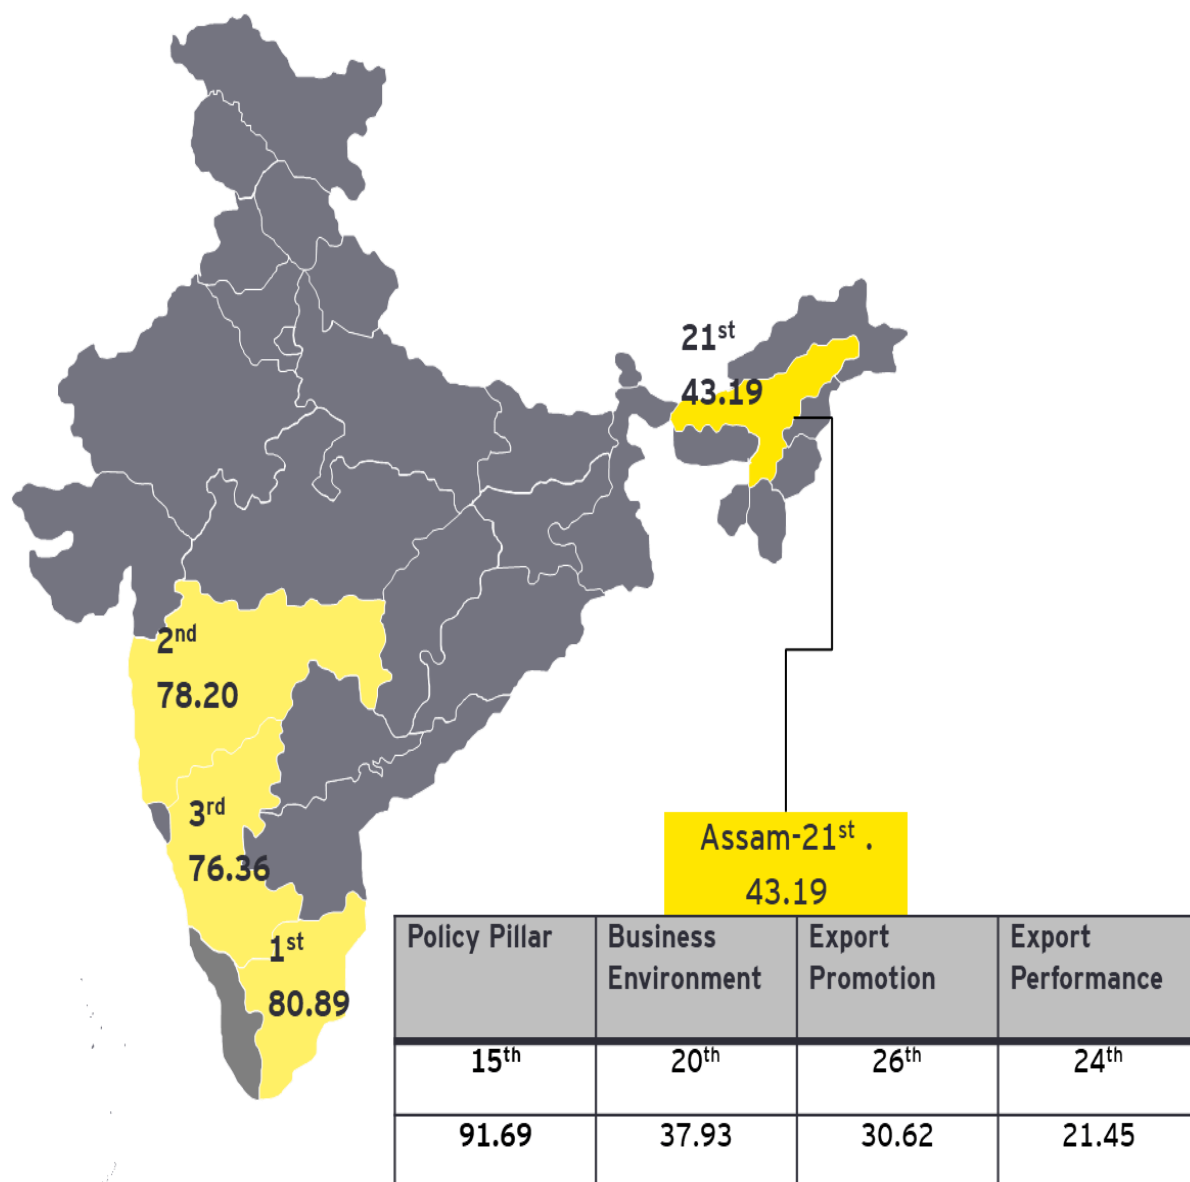 21st
43.19
2nd
78.20
3rd
76.36
1st
80.89
Assam-21st .
43.19
Policy Pillar
Business
Environment
Export
Promotion
Export
Performance
15th
20th
26th
24th
91.69
37.93
30.62
21.45